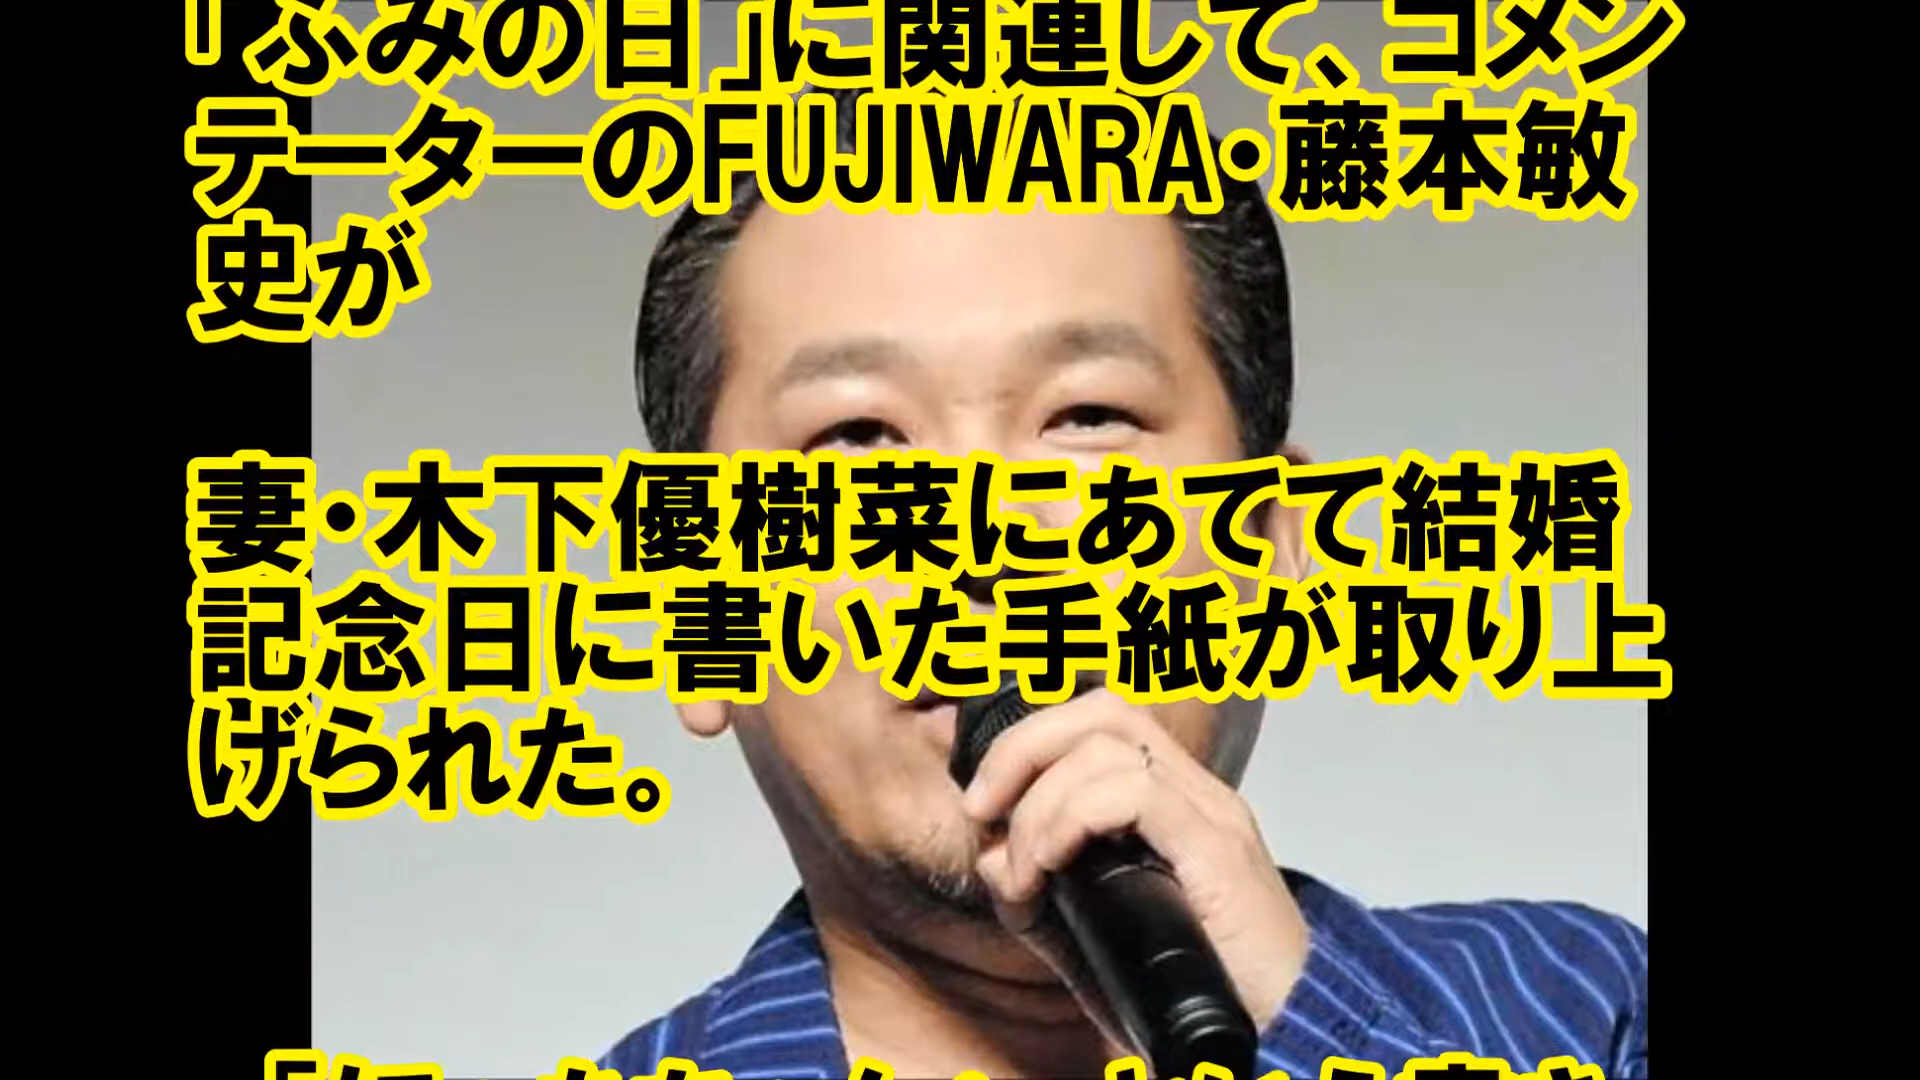 「ふみの日」に関連して、コメン
テーターのFUJIWARA・藤本敏
史が
妻・木下優樹菜にあてて結婚
記念日に書いた手紙が取り上
げられた。